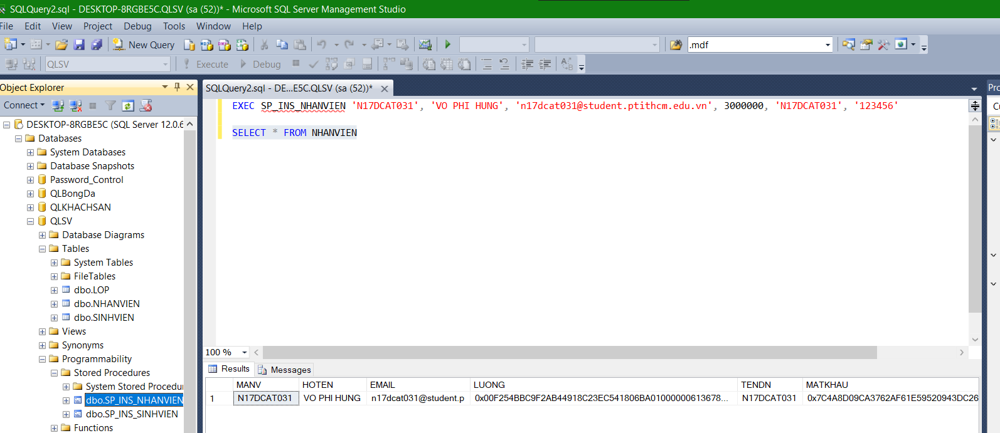 SQLQuery2.sql - DESKTOP-8RGBE5C.QLSV (sa (52))* - Microsoft SQL Server Management Studio
File Edit View Project Debug Tools Window Help
New Query .mdf
QLSV Execute Debug
Object Explorer
Connect
DESKTOP-8RGBE5C (SQL Server 12.0.6
Databases
System Databases
Database Snapshots
Password_Control
QLBongDa
QLKHACHSAN
QLSV
Database Diagrams
Tables
System Tables
FileTables
dbo.LOP
dbo.NHANVIEN
dbo.SINHVIEN
Views
Synonyms
Programmability
Stored Procedures
System Stored Procedu
dbo.SP_INS_NHANVIEN
dbo.SP_INS_SINHVIEN
Functions
SQLQuery2.sql - DE...E5C.QLSV (sa (52))*
EXEC SP_INS_NHANVIEN 'N17DCAT031', 'VO PHI HUNG', 'n17dcat031@student.ptithcm.edu.vn', 3000000, 'N17DCAT031', '123456'
SELECT * FROM NHANVIEN
100 %
Results Messages
MANV HOTEN EMAIL LUONG TENDN MATKHAU
1 N17DCAT031 VO PHI HUNG n17dcat031@student.p 0x00F254BBC9F2AB44918C23EC541806BA01000000613678... N17DCAT031 0x7C4A8D09CA3762AF61E59520943DC26